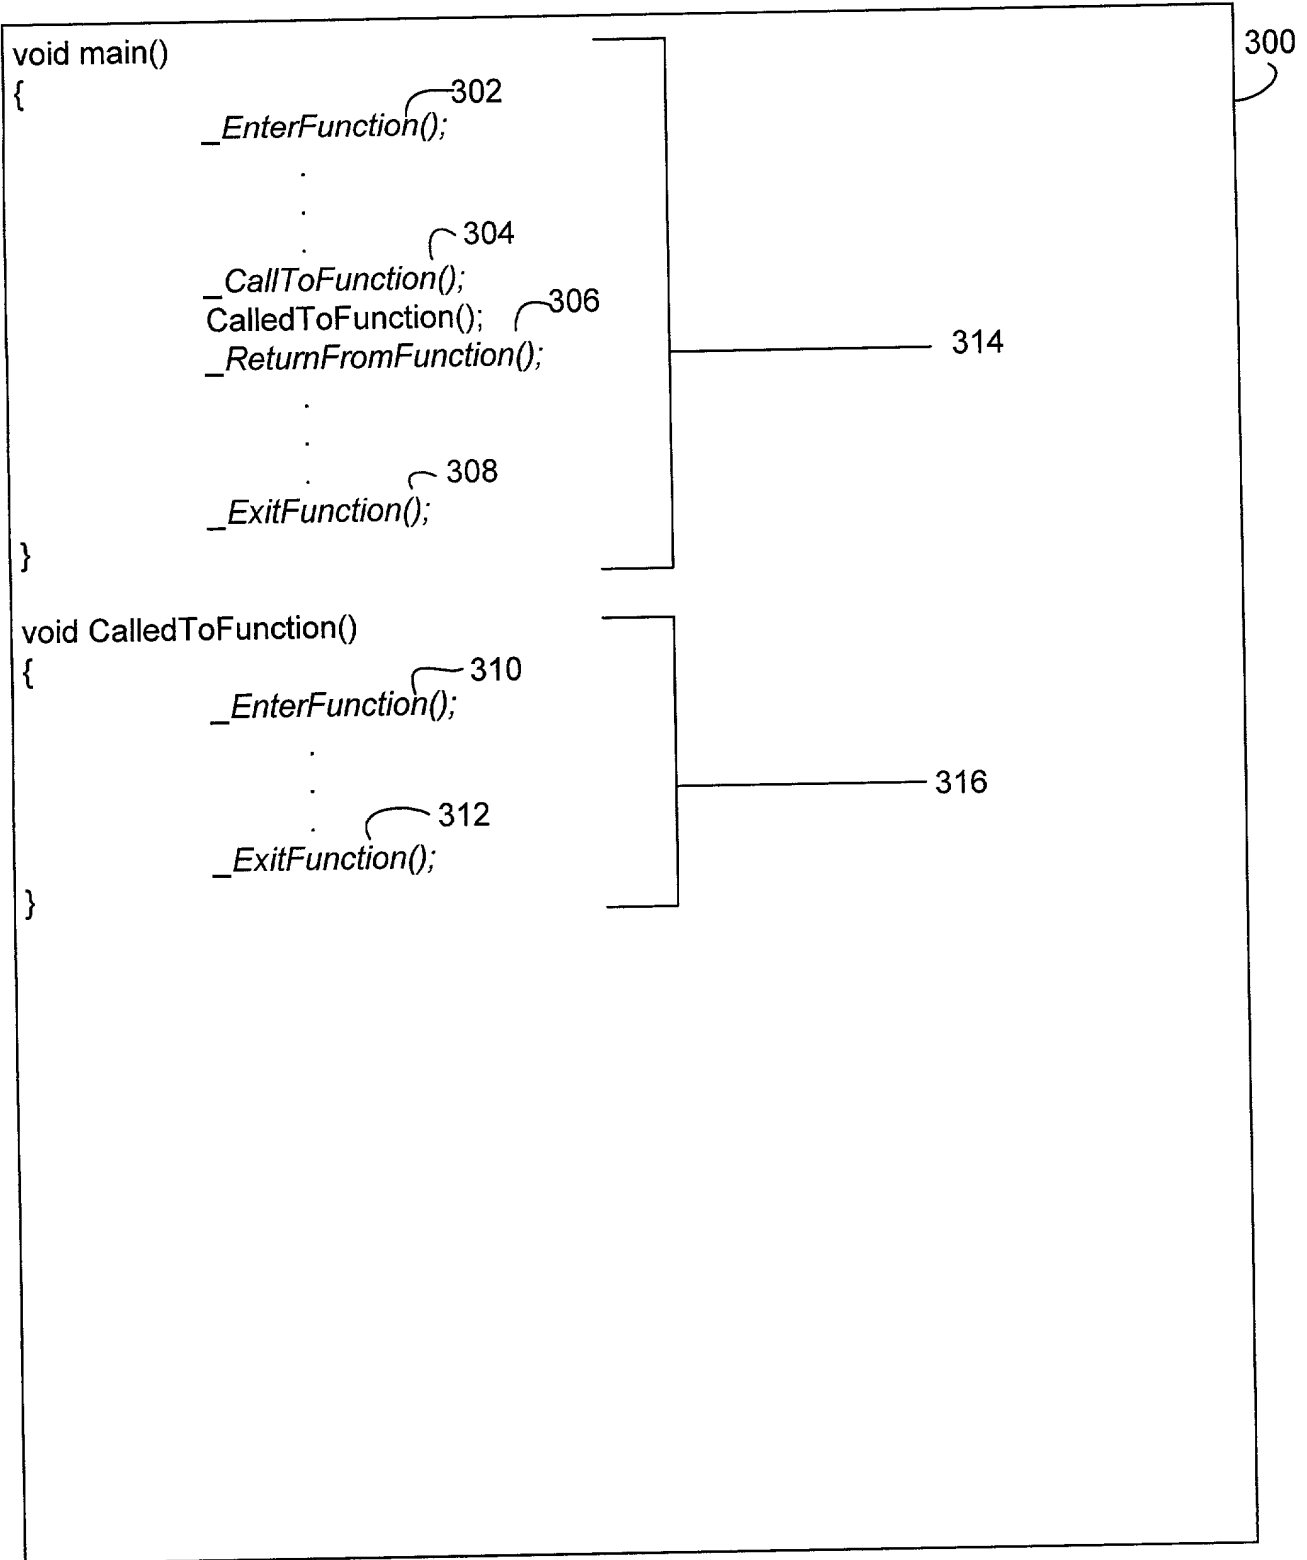 void main()
300
{
302
_EnterFunction();
.
.
.
304
_CallToFunction();
CalledToFunction();
306
_ReturnFromFunction();
314
.
.
.
308
_ExitFunction();
}
void CalledToFunction()
{
310
_EnterFunction();
.
.
.
316
312
_ExitFunction();
}